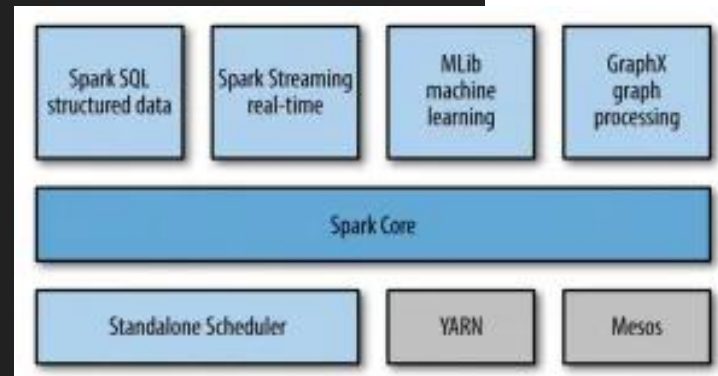 Spark SQL
structured data
Spark Streaming
real-time
MLib
machine
learning
GraphX
graph
processing
Spark Core
Standalone Scheduler
YARN
Mesos